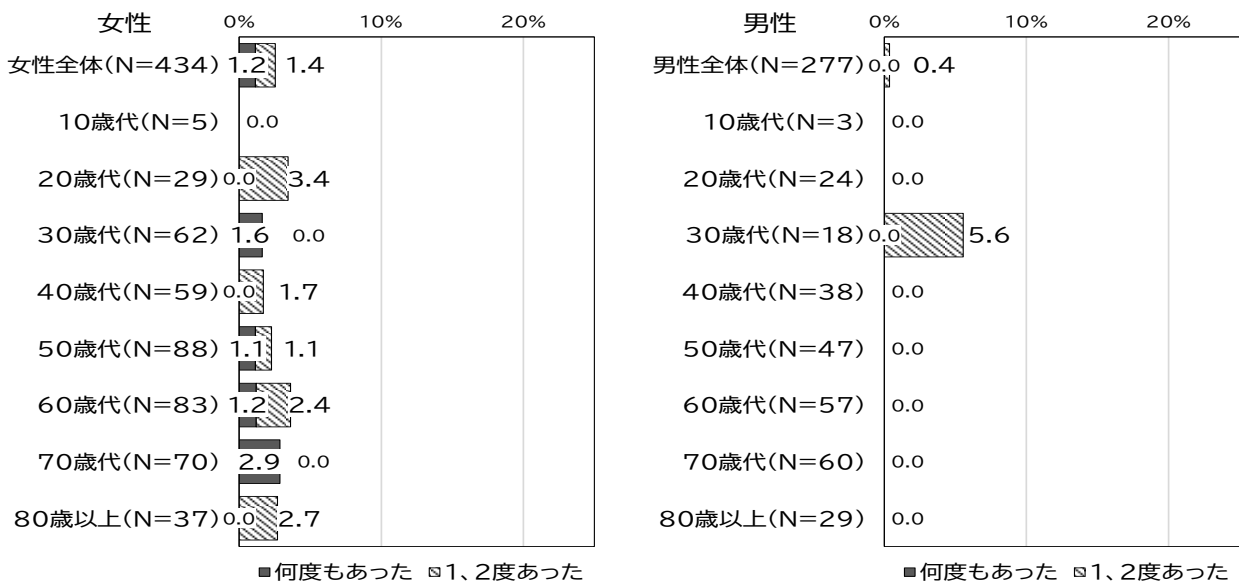 女性 0% 10% 20%
女性全体(N=434) 1.2 1.4
10歳代(N=5) 0.0
20歳代(N=29) 0.0 3.4
30歳代(N=62) 1.6 0.0
40歳代(N=59) 0.0 1.7
50歳代(N=88) 1.1 1.1
60歳代(N=83) 1.2 2.4
70歳代(N=70) 2.9 0.0
80歳以上(N=37) 0.0 2.7
何度もあった 1、2度あった
男性 0% 10% 20%
男性全体(N=277) 0.0 0.4
10歳代(N=3) 0.0
20歳代(N=24) 0.0
30歳代(N=18) 0.0 5.6
40歳代(N=38) 0.0
50歳代(N=47) 0.0
60歳代(N=57) 0.0
70歳代(N=60) 0.0
80歳以上(N=29) 0.0
何度もあった 1、2度あった